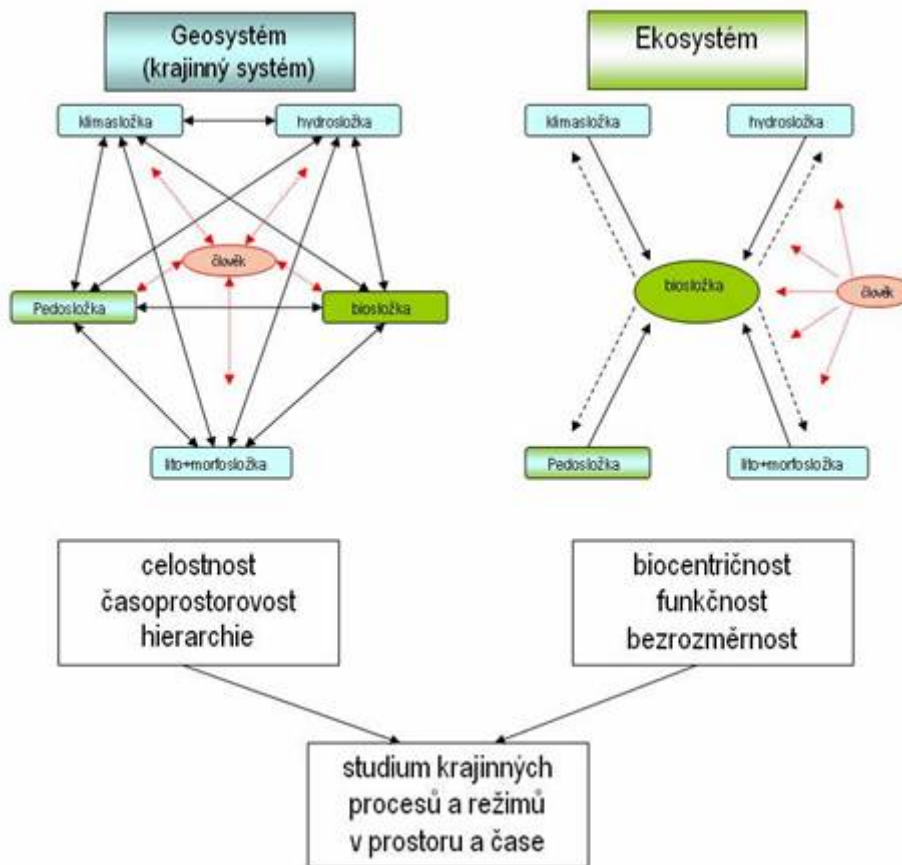 Geosystém
(krajinný systém)
klimasložka
hydrosložka
člověk
Pedosložka
biosložka
lito+morfosložka
Ekosystém
klimasložka
hydrosložka
biosložka
člověk
Pedosložka
lito+morfosložka
celostnost
časoprostorovost
hierarchie
biocentričnost
funkčnost
bezrozměrnost
studium krajinných
procesů a režimů
v prostoru a čase